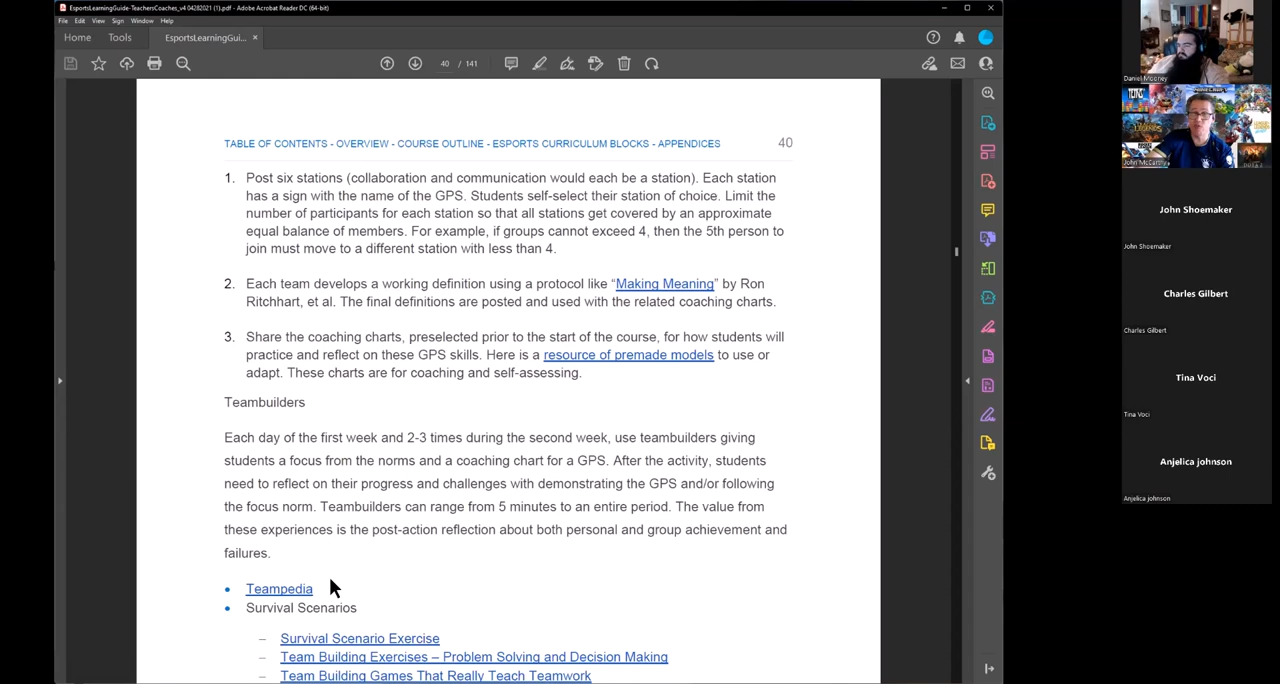 EsportsLearningGuide-TeachersCoaches_v4 04282021 (1).pdf - Adobe Acrobat Reader DC (64-bit)
File Edit View Sign Window Help
Home Tools EsportsLearningGui... ×
40 / 141
TABLE OF CONTENTS - OVERVIEW - COURSE OUTLINE - ESPORTS CURRICULUM BLOCKS - APPENDICES 40
1. Post six stations (collaboration and communication would each be a station). Each station
has a sign with the name of the GPS. Students self-select their station of choice. Limit the
number of participants for each station so that all stations get covered by an approximate
equal balance of members. For example, if groups cannot exceed 4, then the 5th person to
join must move to a different station with less than 4.
2. Each team develops a working definition using a protocol like “Making Meaning” by Ron
Ritchhart, et al. The final definitions are posted and used with the related coaching charts.
3. Share the coaching charts, preselected prior to the start of the course, for how students will
practice and reflect on these GPS skills. Here is a resource of premade models to use or
adapt. These charts are for coaching and self-assessing.
Teambuilders
Each day of the first week and 2-3 times during the second week, use teambuilders giving
students a focus from the norms and a coaching chart for a GPS. After the activity, students
need to reflect on their progress and challenges with demonstrating the GPS and/or following
the focus norm. Teambuilders can range from 5 minutes to an entire period. The value from
these experiences is the post-action reflection about both personal and group achievement and
failures.
• Teampedia
• Survival Scenarios
– Survival Scenario Exercise
– Team Building Exercises – Problem Solving and Decision Making
– Team Building Games That Really Teach Teamwork
Daniel Mooney
TETRIS
John McCarthy
John Shoemaker
John Shoemaker
Charles Gilbert
Charles Gilbert
Tina Voci
Tina Voci
Anjelica johnson
Anjelica johnson